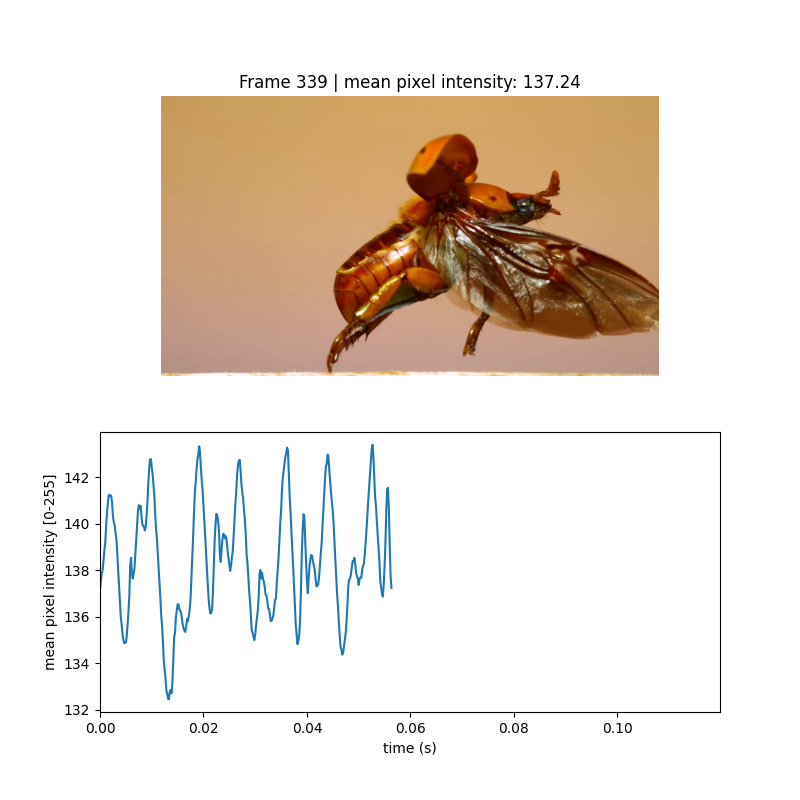 Frame 339 | mean pixel intensity: 137.24
mean pixel intensity [0-255]
142
140
138
136
134
132
0.00 0.02 0.04 0.06 0.08 0.10
time (s)